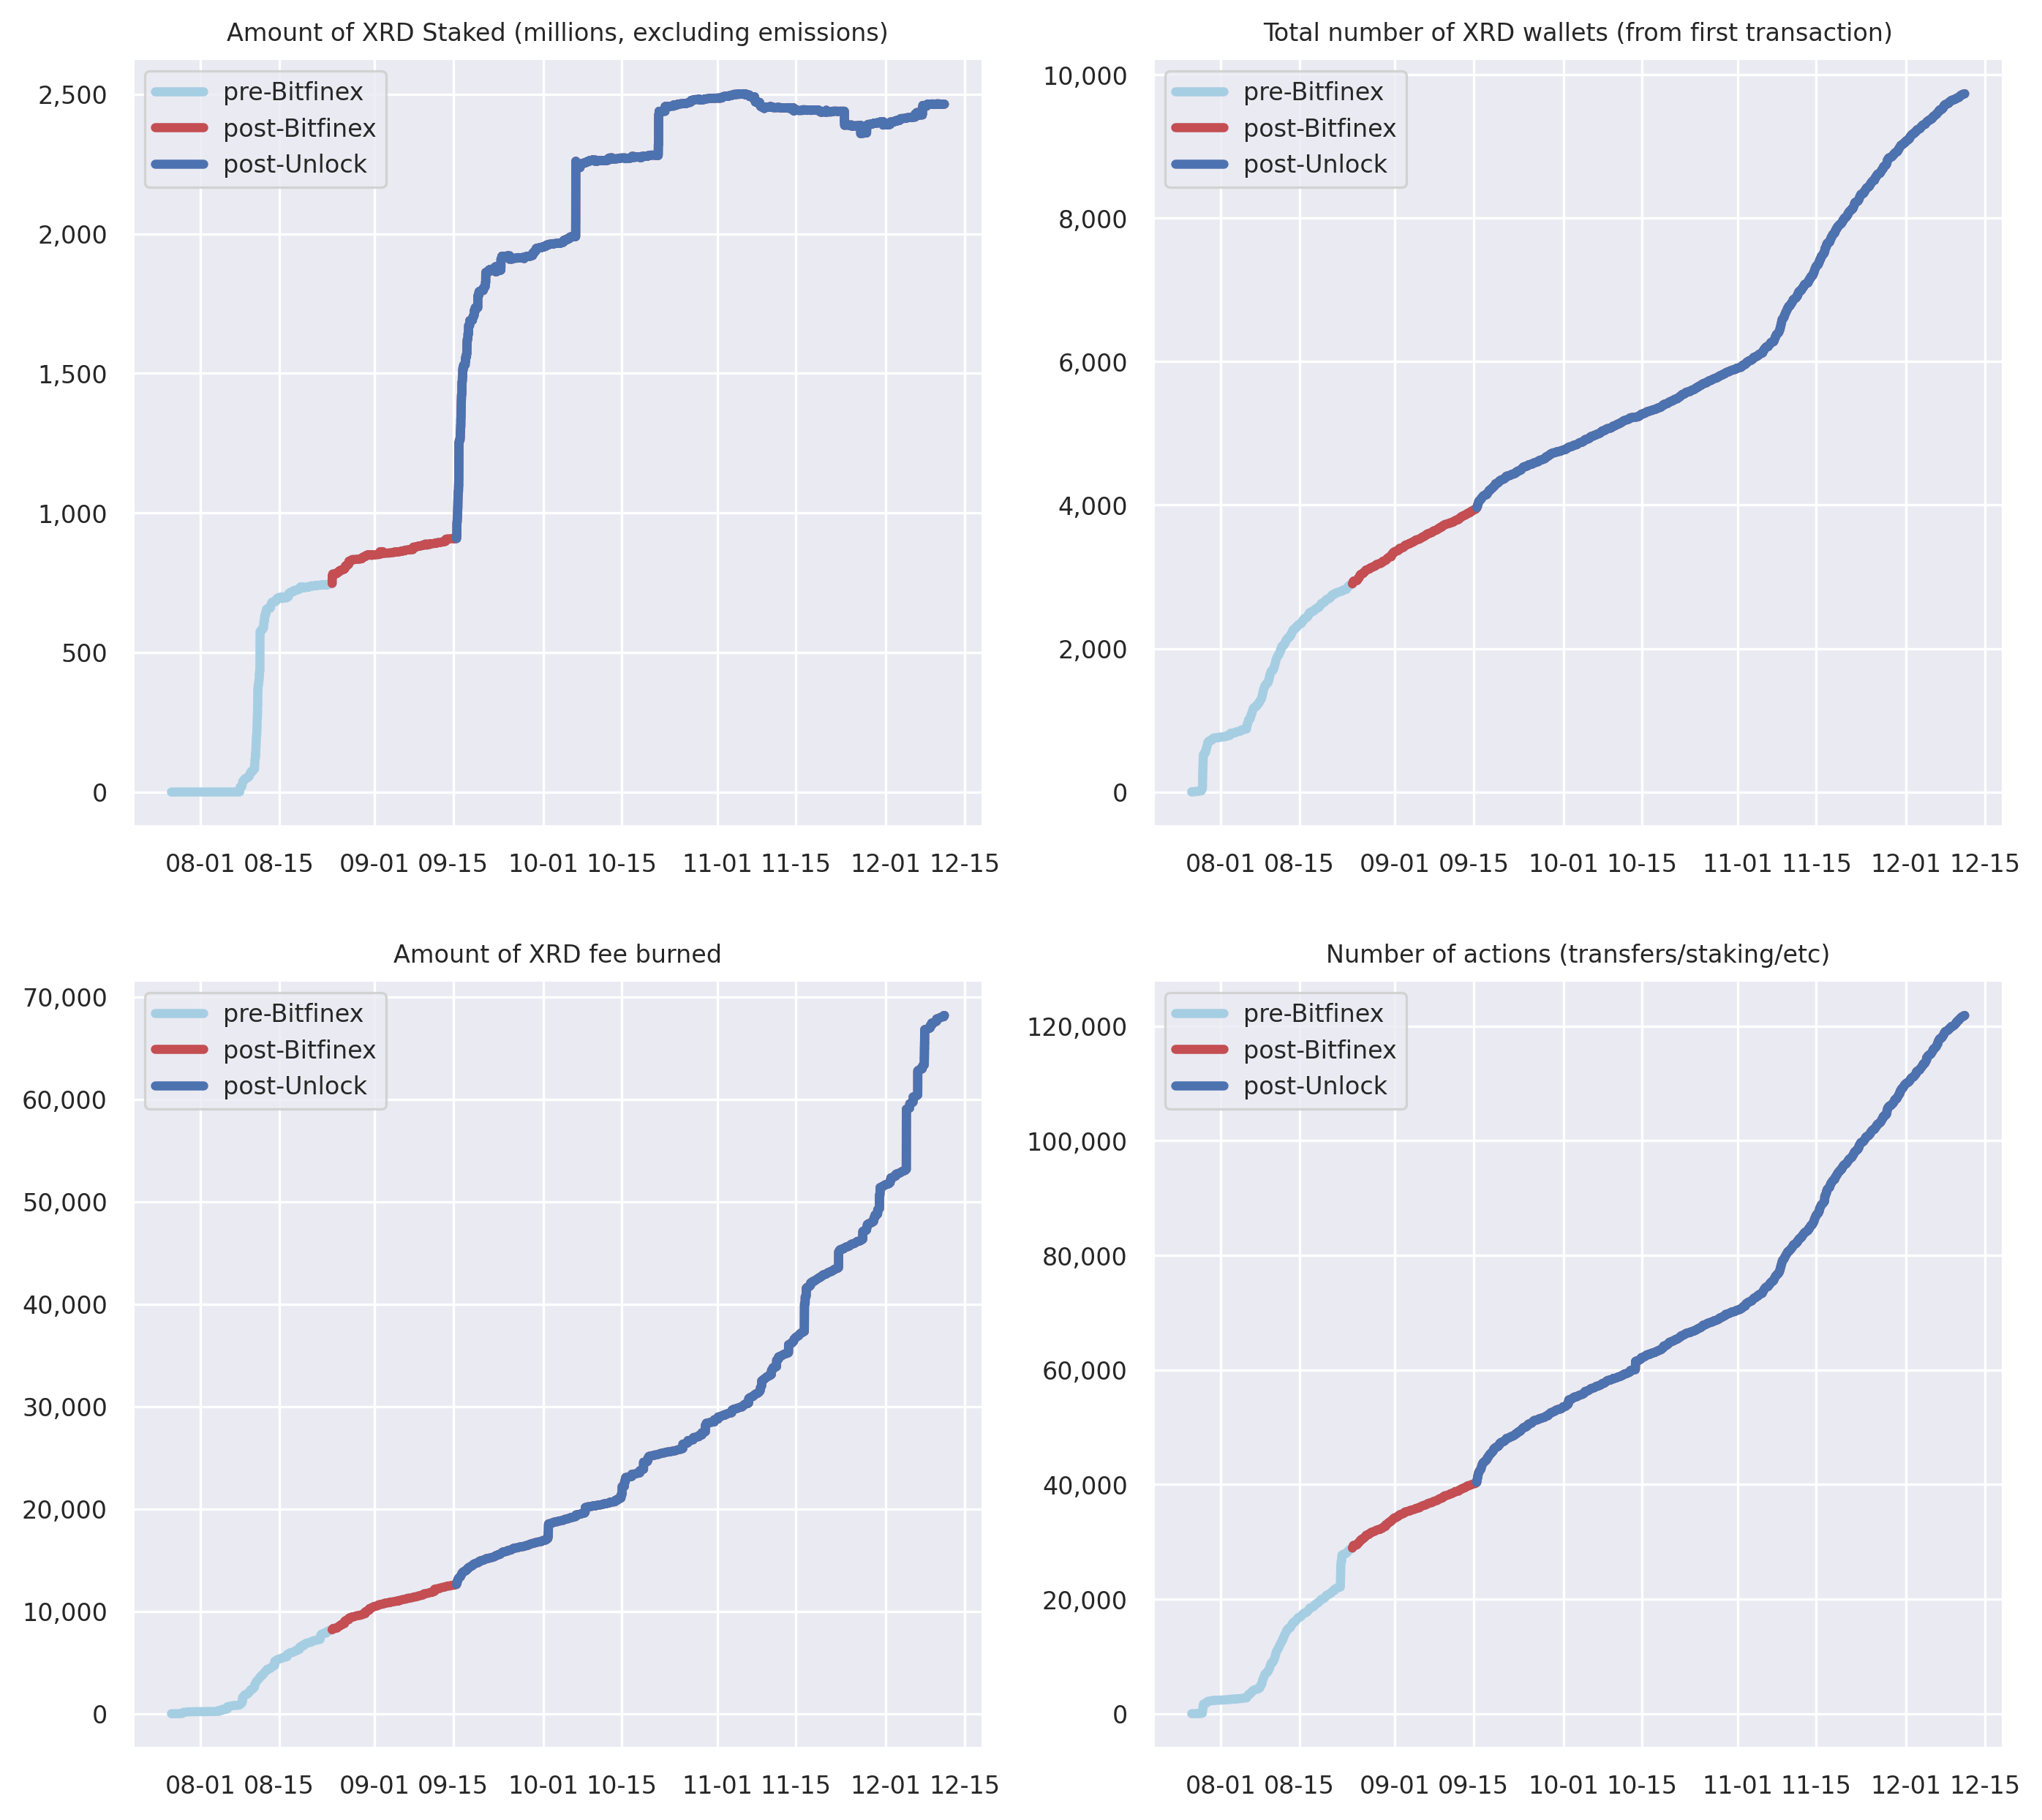 Amount of XRD Staked (millions, excluding emissions)
pre-Bitfinex
post-Bitfinex
post-Unlock
2,500
2,000
1,500
1,000
500
0
08-01 08-15 09-01 09-15 10-01 10-15 11-01 11-15 12-01 12-15
Total number of XRD wallets (from first transaction)
pre-Bitfinex
post-Bitfinex
post-Unlock
10,000
8,000
6,000
4,000
2,000
0
08-01 08-15 09-01 09-15 10-01 10-15 11-01 11-15 12-01 12-15
Amount of XRD fee burned
pre-Bitfinex
post-Bitfinex
post-Unlock
70,000
60,000
50,000
40,000
30,000
20,000
10,000
0
08-01 08-15 09-01 09-15 10-01 10-15 11-01 11-15 12-01 12-15
Number of actions (transfers/staking/etc)
pre-Bitfinex
post-Bitfinex
post-Unlock
120,000
100,000
80,000
60,000
40,000
20,000
0
08-01 08-15 09-01 09-15 10-01 10-15 11-01 11-15 12-01 12-15